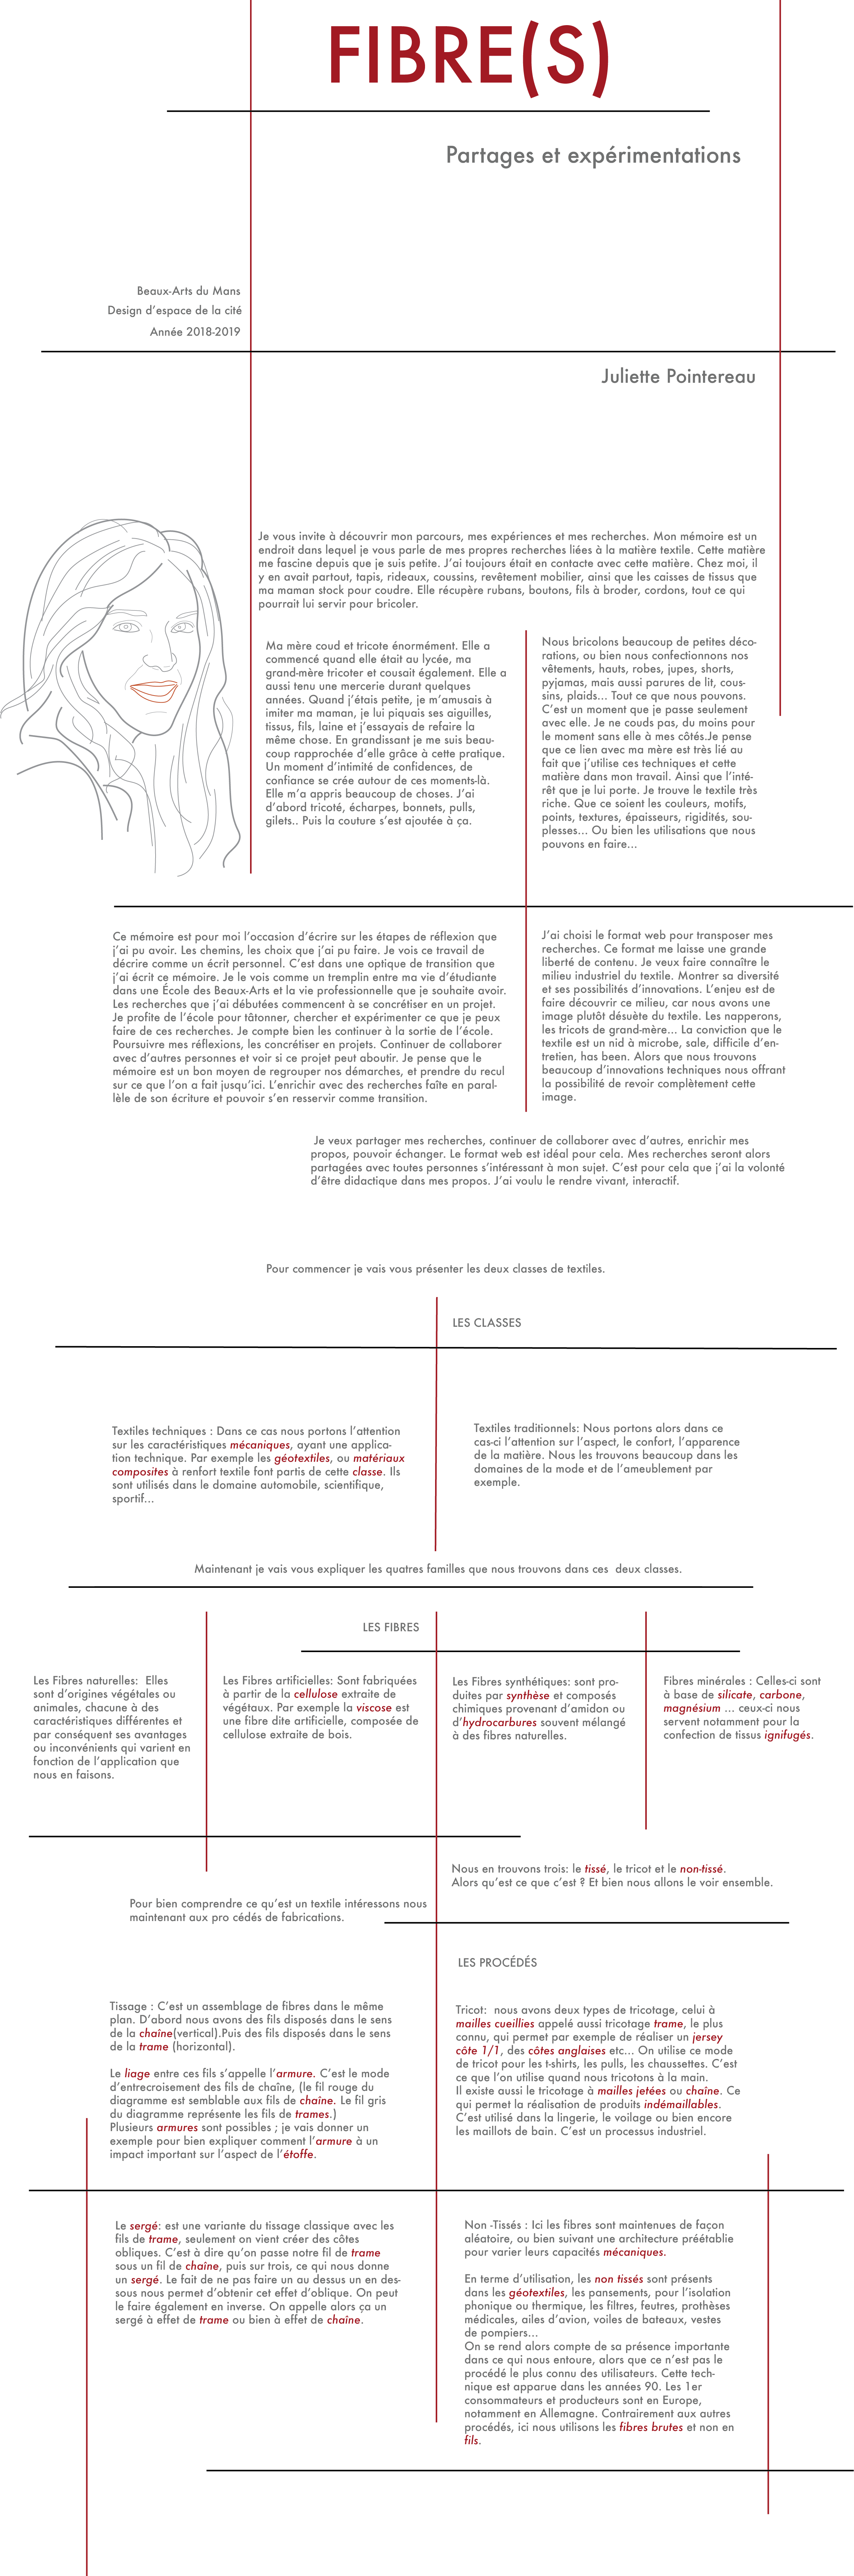 FIBRE(S)
Partages et expérimentations
Beaux-Arts du Mans
Design d'espace de la cité
Année 2018-2019
Juliette Pointereau
Je vous invite à découvrir mon parcours, mes expériences et mes recherches. Mon mémoire est un
endroit dans lequel je vous parle de mes propres recherches liées à la matière textile. Cette matière
me fascine depuis que je suis petite. J'ai toujours était en contacte avec cette matière. Chez moi, il
y en avait partout, tapis, rideaux, coussins, revêtement mobilier, ainsi que les caisses de tissus que
ma maman stock pour coudre. Elle récupère rubans, boutons, fils à broder, cordons, tout ce qui
pourrait lui servir pour bricoler.
Ma mère coud et tricote énormément. Elle a
commencé quand elle était au lycée, ma
grand-mère tricoter et cousait également. Elle a
aussi tenu une mercerie durant quelques
années. Quand j'étais petite, je m'amusais à
imiter ma maman, je lui piquais ses aiguilles,
tissus, fils, laine et j'essayais de refaire la
même chose. En grandissant je me suis beau-
coup rapprochée d'elle grâce à cette pratique.
Un moment d'intimité de confidences, de
confiance se crée autour de ces moments-là.
Elle m'a appris beaucoup de choses. J'ai
d'abord tricoté, écharpes, bonnets, pulls,
gilets.. Puis la couture s'est ajoutée à ça.
Nous bricolons beaucoup de petites déco-
rations, ou bien nous confectionnons nos
vêtements, hauts, robes, jupes, shorts,
pyjamas, mais aussi parures de lit, cous-
sins, plaids... Tout ce que nous pouvons.
C'est un moment que je passe seulement
avec elle. Je ne couds pas, du moins pour
le moment sans elle à mes côtés.Je pense
que ce lien avec ma mère est très lié au
fait que j'utilise ces techniques et cette
matière dans mon travail. Ainsi que l'inté-
rêt que je lui porte. Je trouve le textile très
riche. Que ce soient les couleurs, motifs,
points, textures, épaisseurs, rigidités, sou-
plesses... Ou bien les utilisations que nous
pouvons en faire...
Ce mémoire est pour moi l'occasion d'écrire sur les étapes de réflexion que
j'ai pu avoir. Les chemins, les choix que j'ai pu faire. Je vois ce travail de
décrire comme un écrit personnel. C'est dans une optique de transition que
j'ai écrit ce mémoire. Je le vois comme un tremplin entre ma vie d'étudiante
dans une École des Beaux-Arts et la vie professionnelle que je souhaite avoir.
Les recherches que j'ai débutées commencent à se concrétiser en un projet.
Je profite de l'école pour tâtonner, chercher et expérimenter ce que je peux
faire de ces recherches. Je compte bien les continuer à la sortie de l'école.
Poursuivre mes réflexions, les concrétiser en projets. Continuer de collaborer
avec d'autres personnes et voir si ce projet peut aboutir. Je pense que le
mémoire est un bon moyen de regrouper nos démarches, et prendre du recul
sur ce que l'on a fait jusqu'ici. L'enrichir avec des recherches faîte en paral-
lèle de son écriture et pouvoir s'en resservir comme transition.
J'ai choisi le format web pour transposer mes
recherches. Ce format me laisse une grande
liberté de contenu. Je veux faire connaître le
milieu industriel du textile. Montrer sa diversité
et ses possibilités d'innovations. L'enjeu est de
faire découvrir ce milieu, car nous avons une
image plutôt désuète du textile. Les napperons,
les tricots de grand-mère... La conviction que le
textile est un nid à microbe, sale, difficile d'en-
tretien, has been. Alors que nous trouvons
beaucoup d'innovations techniques nous offrant
la possibilité de revoir complètement cette
image.
Je veux partager mes recherches, continuer de collaborer avec d'autres, enrichir mes
propos, pouvoir échanger. Le format web est idéal pour cela. Mes recherches seront alors
partagées avec toutes personnes s'intéressant à mon sujet. C'est pour cela que j'ai la volonté
d'être didactique dans mes propos. J'ai voulu le rendre vivant, interactif.
Pour commencer je vais vous présenter les deux classes de textiles.
LES CLASSES
Textiles techniques : Dans ce cas nous portons l'attention
sur les caractéristiques mécaniques, ayant une applica-
tion technique. Par exemple les géotextiles, ou matériaux
composites à renfort textile font partis de cette classe. Ils
sont utilisés dans le domaine automobile, scientifique,
sportif...
Textiles traditionnels: Nous portons alors dans ce
cas-ci l'attention sur l'aspect, le confort, l'apparence
de la matière. Nous les trouvons beaucoup dans les
domaines de la mode et de l'ameublement par
exemple.
Maintenant je vais vous expliquer les quatres familles que nous trouvons dans ces deux classes.
LES FIBRES
Les Fibres naturelles: Elles
sont d'origines végétales ou
animales, chacune à des
caractéristiques différentes et
par conséquent ses avantages
ou inconvénients qui varient en
fonction de l'application que
nous en faisons.
Les Fibres artificielles: Sont fabriquées
à partir de la cellulose extraite de
végétaux. Par exemple la viscose est
une fibre dite artificielle, composée de
cellulose extraite de bois.
Les Fibres synthétiques: sont pro-
duites par synthèse et composés
chimiques provenant d'amidon ou
d'hydrocarbures souvent mélangé
à des fibres naturelles.
Fibres minérales : Celles-ci sont
à base de silicate, carbone,
magnésium ... ceux-ci nous
servent notamment pour la
confection de tissus ignifugés.
Nous en trouvons trois: le tissé, le tricot et le non-tissé.
Alors qu'est ce que c'est ? Et bien nous allons le voir ensemble.
Pour bien comprendre ce qu'est un textile intéressons nous
maintenant aux pro cédés de fabrications.
LES PROCÉDÉS
Tissage : C'est un assemblage de fibres dans le même
plan. D'abord nous avons des fils disposés dans le sens
de la chaîne(vertical).Puis des fils disposés dans le sens
de la trame (horizontal).
Le liage entre ces fils s'appelle l'armure. C'est le mode
d'entrecroisement des fils de chaîne, (le fil rouge du
diagramme est semblable aux fils de chaîne. Le fil gris
du diagramme représente les fils de trames.)
Plusieurs armures sont possibles ; je vais donner un
exemple pour bien expliquer comment l'armure à un
impact important sur l'aspect de l'étoffe.
Tricot: nous avons deux types de tricotage, celui à
mailles cueillies appelé aussi tricotage trame, le plus
connu, qui permet par exemple de réaliser un jersey
côte 1/1, des côtes anglaises etc... On utilise ce mode
de tricot pour les t-shirts, les pulls, les chaussettes. C'est
ce que l'on utilise quand nous tricotons à la main.
Il existe aussi le tricotage à mailles jetées ou chaîne. Ce
qui permet la réalisation de produits indémaillables.
C'est utilisé dans la lingerie, le voilage ou bien encore
les maillots de bain. C'est un processus industriel.
Le sergé: est une variante du tissage classique avec les
fils de trame, seulement on vient créer des côtes
obliques. C'est à dire qu'on passe notre fil de trame
sous un fil de chaîne, puis sur trois, ce qui nous donne
un sergé. Le fait de ne pas faire un au dessus un en des-
sous nous permet d'obtenir cet effet d'oblique. On peut
le faire également en inverse. On appelle alors ça un
sergé à effet de trame ou bien à effet de chaîne.
Non -Tissés : Ici les fibres sont maintenues de façon
aléatoire, ou bien suivant une architecture préétablie
pour varier leurs capacités mécaniques.
En terme d'utilisation, les non tissés sont présents
dans les géotextiles, les pansements, pour l'isolation
phonique ou thermique, les filtres, feutres, prothèses
médicales, ailes d'avion, voiles de bateaux, vestes
de pompiers...
On se rend alors compte de sa présence importante
dans ce qui nous entoure, alors que ce n'est pas le
procédé le plus connu des utilisateurs. Cette tech-
nique est apparue dans les années 90. Les 1er
consommateurs et producteurs sont en Europe,
notamment en Allemagne. Contrairement aux autres
procédés, ici nous utilisons les fibres brutes et non en
fils.